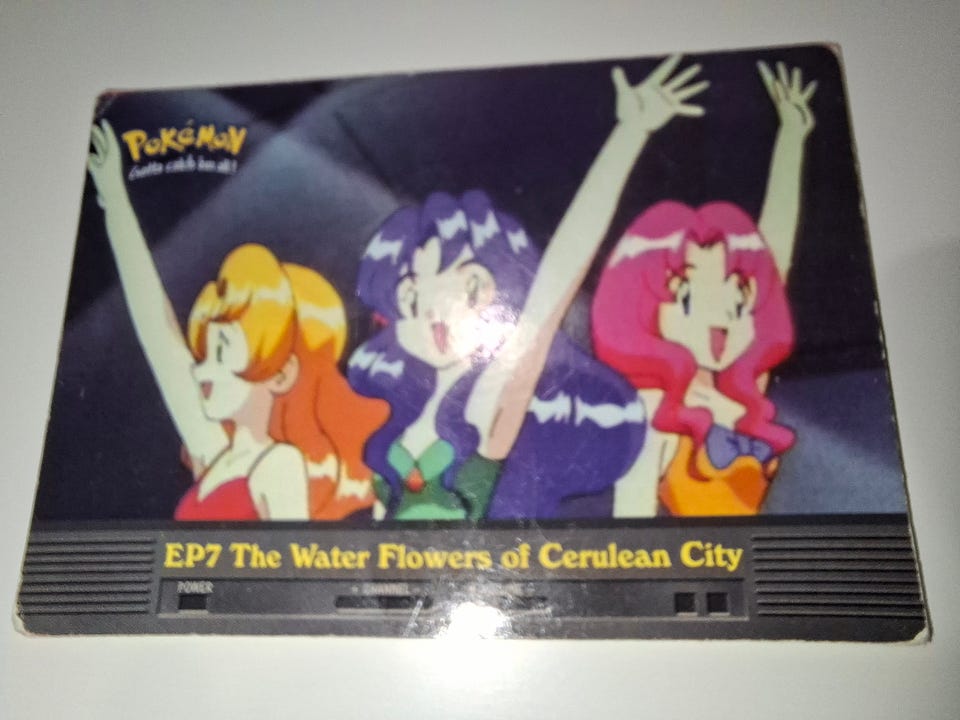 POKéMON
Gotta catch 'em all!
EP7 The Water Flowers of Cerulean City
POWER
CHANNEL